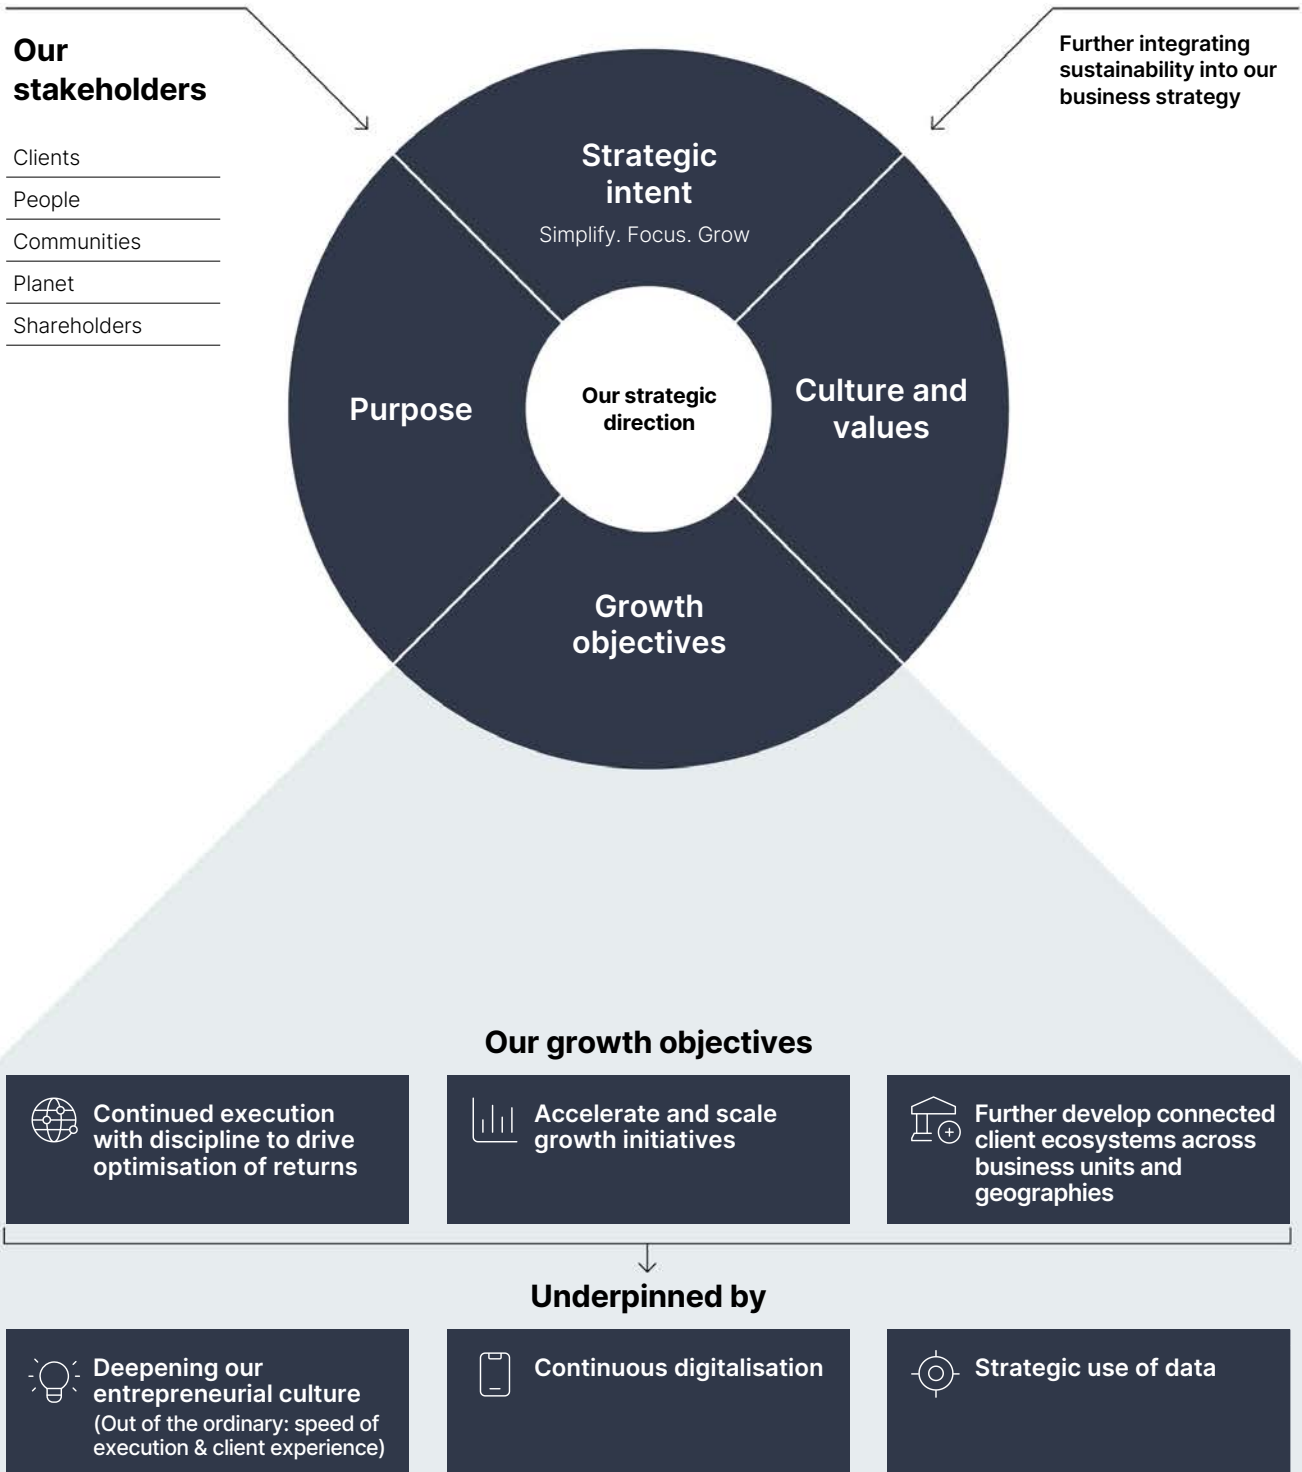 Our
stakeholders
Clients
People
Communities
Planet
Shareholders
Further integrating
sustainability into our
business strategy
Strategic
intent
Simplify. Focus. Grow
Purpose
Our strategic
direction
Culture and
values
Growth
objectives
Our growth objectives
Continued execution
with discipline to drive
optimisation of returns
Accelerate and scale
growth initiatives
Further develop connected
client ecosystems across
business units and
geographies
Underpinned by
Deepening our
entrepreneurial culture
(Out of the ordinary: speed of
execution & client experience)
Continuous digitalisation
Strategic use of data